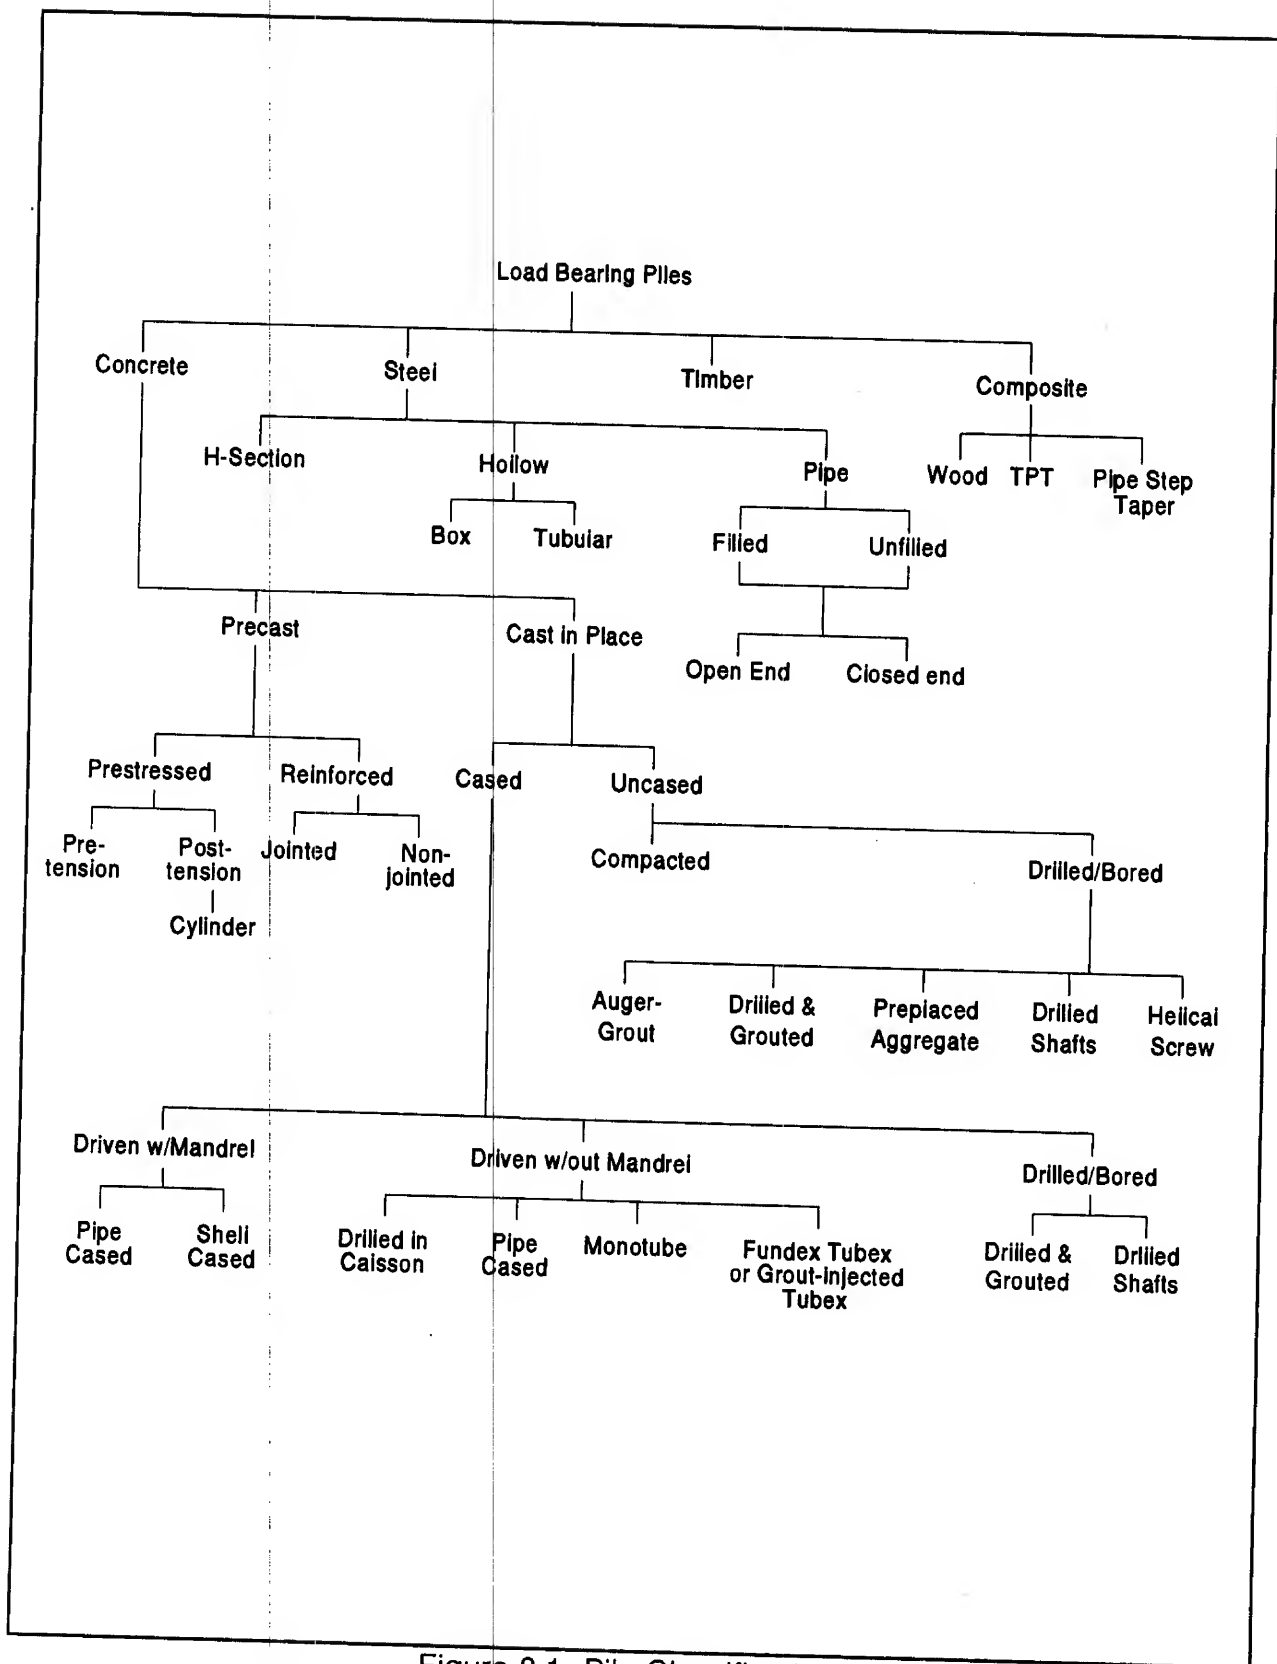 Load Bearing Piles
Concrete
Steel
Timber
Composite
H-Section
Hollow
Pipe
Wood
TPT
Pipe Step
Taper
Box
Tubular
Filled
Unfilled
Precast
Cast in Place
Open End
Closed end
Prestressed
Reinforced
Cased
Uncased
Pre-
tension
Post-
tension
Jointed
Non-
jointed
Compacted
Drilled/Bored
Cylinder
Auger-
Grout
Drilled &
Grouted
Preplaced
Aggregate
Drilled
Shafts
Helical
Screw
Driven w/Mandrel
Driven w/out Mandrel
Drilled/Bored
Pipe
Cased
Shell
Cased
Drilled in
Caisson
Pipe
Cased
Monotube
Fundex Tubex
or Grout-injected
Tubex
Drilled &
Grouted
Drilled
Shafts